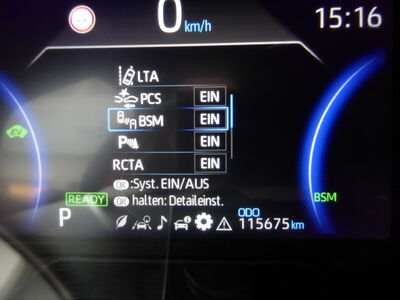 0
km/h
15:16
LTA
PCS EIN
BSM EIN
P EIN
RCTA EIN
OK :Syst. EIN/AUS
READY
OK halten: Detaileinst.
BSM
P
ODO
115675 km